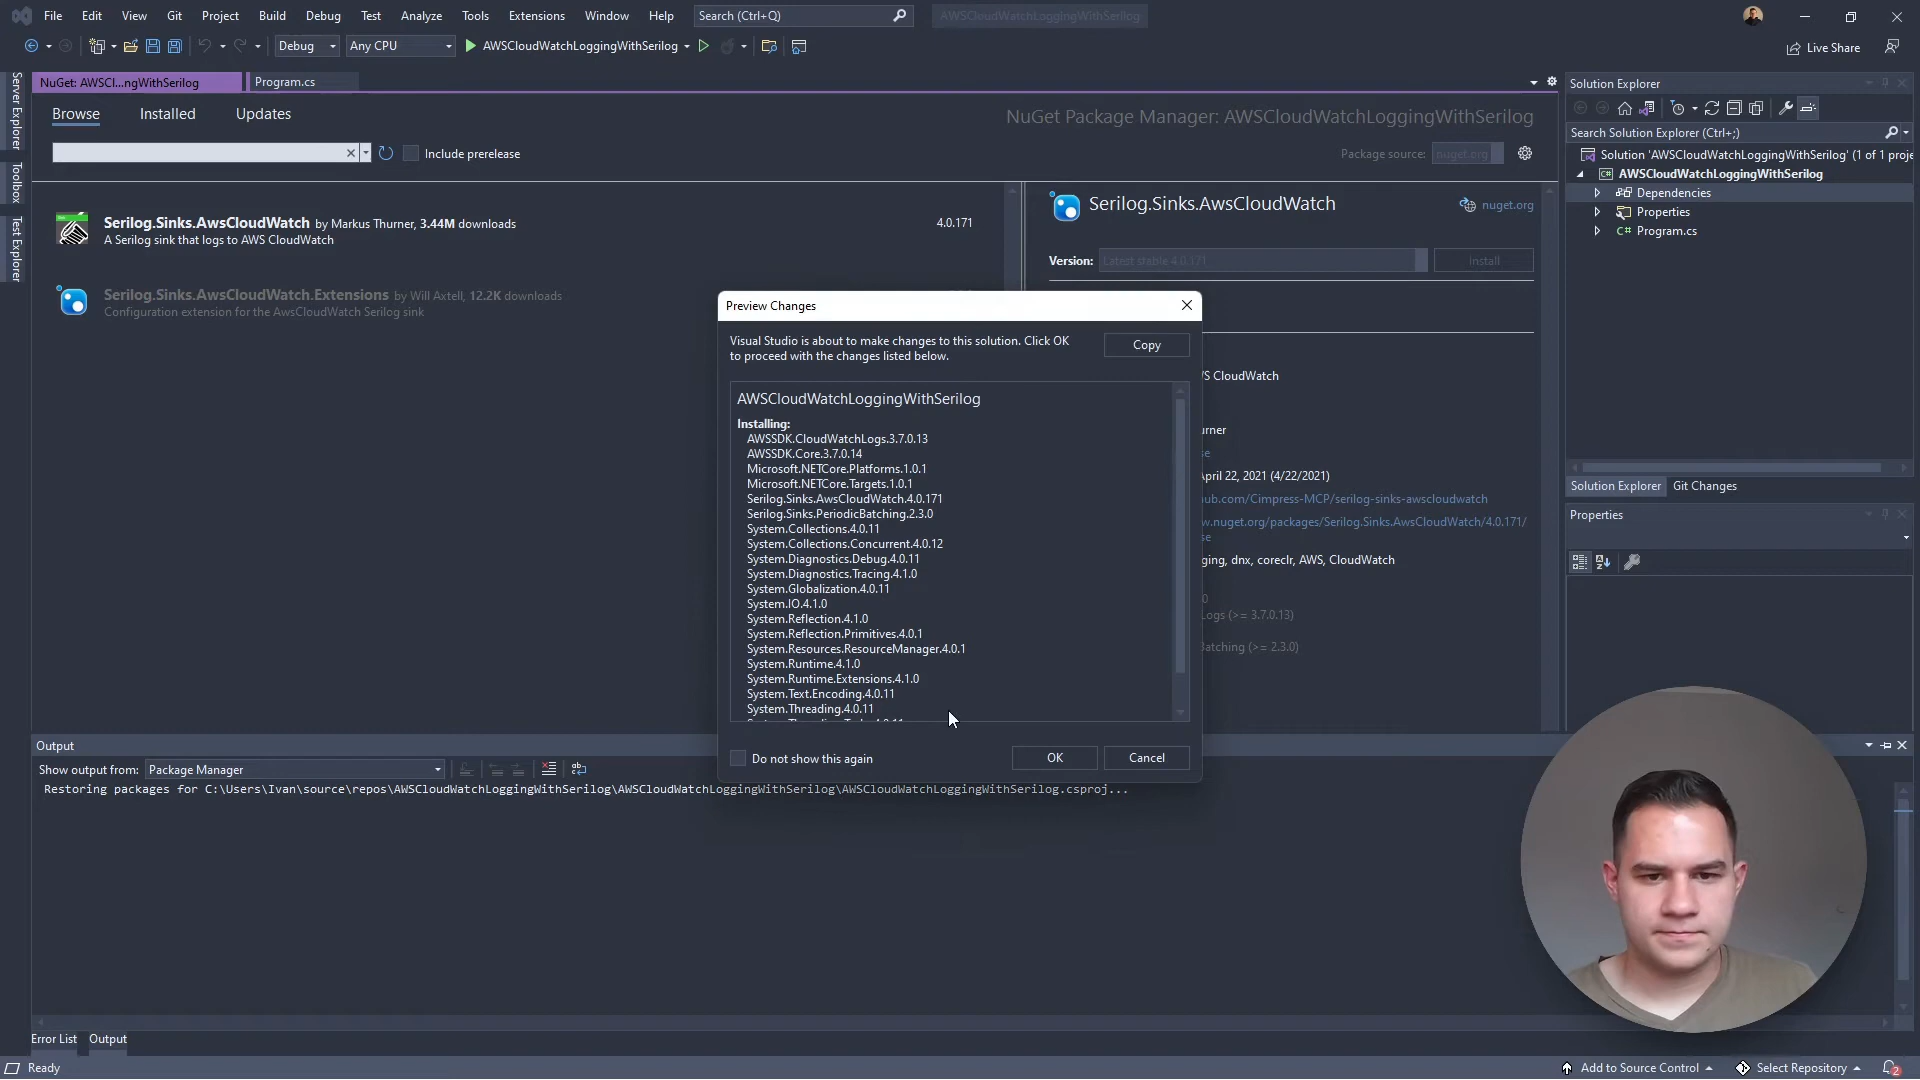 File Edit View Git Project Build Debug Test Analyze Tools Extensions Window Help Search (Ctrl+Q) AWSCloudWatchLoggingWithSerilog
Debug Any CPU AWSCloudWatchLoggingWithSerilog Live Share
Server Explorer
Toolbox
Test Explorer
NuGet: AWSCl...ngWithSerilog Program.cs
Browse Installed Updates
NuGet Package Manager: AWSCloudWatchLoggingWithSerilog
Include prerelease
Package source: nuget.org
Serilog.Sinks.AwsCloudWatch by Markus Thurner, 3.44M downloads 4.0.171
A Serilog sink that logs to AWS CloudWatch
Serilog.Sinks.AwsCloudWatch.Extensions by Will Axtell, 12.2K downloads
Configuration extension for the AwsCloudWatch Serilog sink
Serilog.Sinks.AwsCloudWatch nuget.org
Version: Latest stable 4.0.171 Install
S CloudWatch
urner
se
April 22, 2021 (4/22/2021)
ub.com/Cimpress-MCP/serilog-sinks-awscloudwatch
w.nuget.org/packages/Serilog.Sinks.AwsCloudWatch/4.0.171/
se
ging, dnx, coreclr, AWS, CloudWatch
0
Logs (>= 3.7.0.13)
atching (>= 2.3.0)
Preview Changes
Visual Studio is about to make changes to this solution. Click OK
to proceed with the changes listed below.
Copy
AWSCloudWatchLoggingWithSerilog
Installing:
AWSSDK.CloudWatchLogs.3.7.0.13
AWSSDK.Core.3.7.0.14
Microsoft.NETCore.Platforms.1.0.1
Microsoft.NETCore.Targets.1.0.1
Serilog.Sinks.AwsCloudWatch.4.0.171
Serilog.Sinks.PeriodicBatching.2.3.0
System.Collections.4.0.11
System.Collections.Concurrent.4.0.12
System.Diagnostics.Debug.4.0.11
System.Diagnostics.Tracing.4.1.0
System.Globalization.4.0.11
System.IO.4.1.0
System.Reflection.4.1.0
System.Reflection.Primitives.4.0.1
System.Resources.ResourceManager.4.0.1
System.Runtime.4.1.0
System.Runtime.Extensions.4.1.0
System.Text.Encoding.4.0.11
System.Threading.4.0.11
Do not show this again OK Cancel
Solution Explorer
Search Solution Explorer (Ctrl+;)
Solution 'AWSCloudWatchLoggingWithSerilog' (1 of 1 proje
AWSCloudWatchLoggingWithSerilog
Dependencies
Properties
C# Program.cs
Solution Explorer Git Changes
Properties
Output
Show output from: Package Manager
Restoring packages for C:\Users\Ivan\source\repos\AWSCloudWatchLoggingWithSerilog\AWSCloudWatchLoggingWithSerilog\AWSCloudWatchLoggingWithSerilog.csproj...
Error List Output
Ready Add to Source Control Select Repository 2